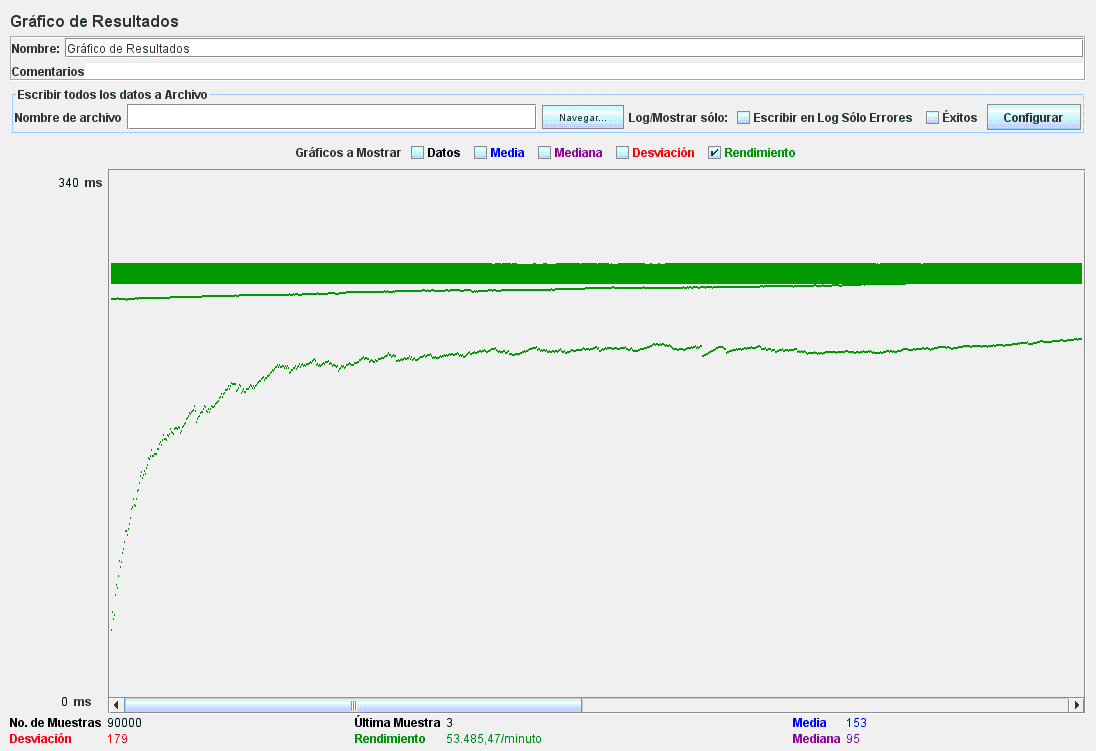 Gráfico de Resultados
Nombre: Gráfico de Resultados
Comentarios
Escribir todos los datos a Archivo
Nombre de archivo Navegar... Log/Mostrar sólo: Escribir en Log Sólo Errores Éxitos Configurar
Gráficos a Mostrar Datos Media Mediana Desviación Rendimiento
340 ms
0 ms
No. de Muestras 90000 Última Muestra 3 Media 153
Desviación 179 Rendimiento 53.485,47/minuto Mediana 95